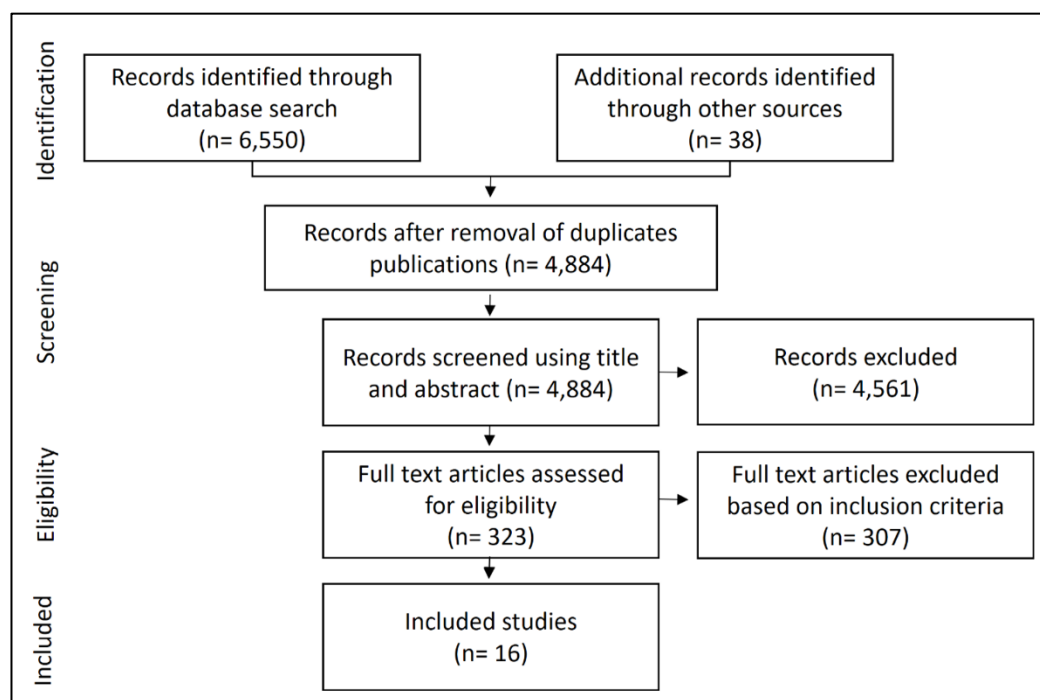 Identification
Records identified through
database search
(n= 6,550)
Additional records identified
through other sources
(n= 38)
Screening
Records after removal of duplicates
publications (n= 4,884)
Records screened using title
and abstract (n= 4,884)
Records excluded
(n= 4,561)
Eligibility
Full text articles assessed
for eligibility
(n= 323)
Full text articles excluded
based on inclusion criteria
(n= 307)
Included
Included studies
(n= 16)